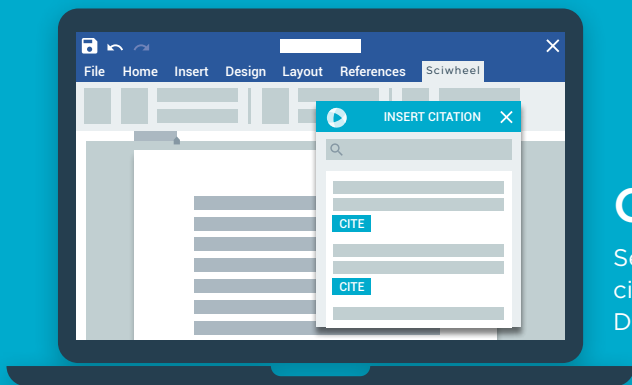 File Home Insert Design Layout References Sciwheel
INSERT CITATION
CITE
CITE